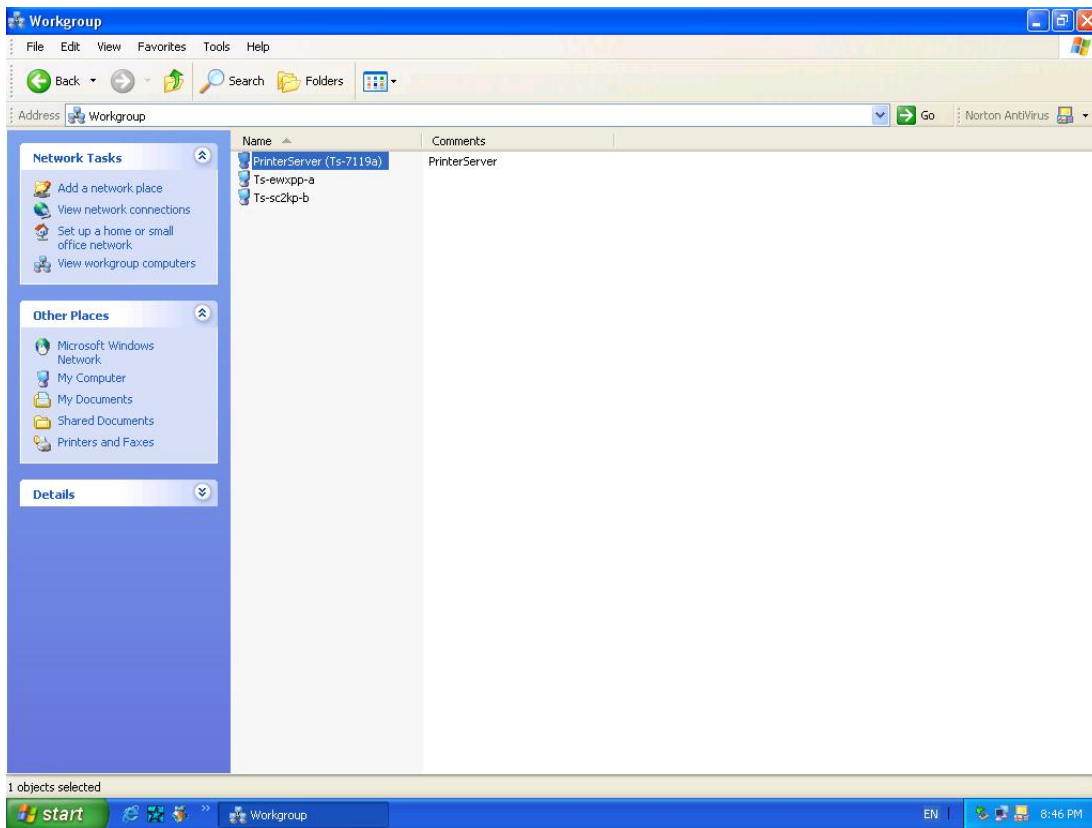 Workgroup
File Edit View Favorites Tools Help
Back Search Folders
Address Workgroup Go Norton AntiVirus
Name Comments
Network Tasks
Add a network place
View network connections
Set up a home or small
office network
View workgroup computers
Other Places
Microsoft Windows
Network
My Computer
My Documents
Shared Documents
Printers and Faxes
Details
PrinterServer (Ts-7119a) PrinterServer
Ts-ewxpp-a
Ts-sc2kp-b
1 objects selected
start Workgroup EN 8:46 PM